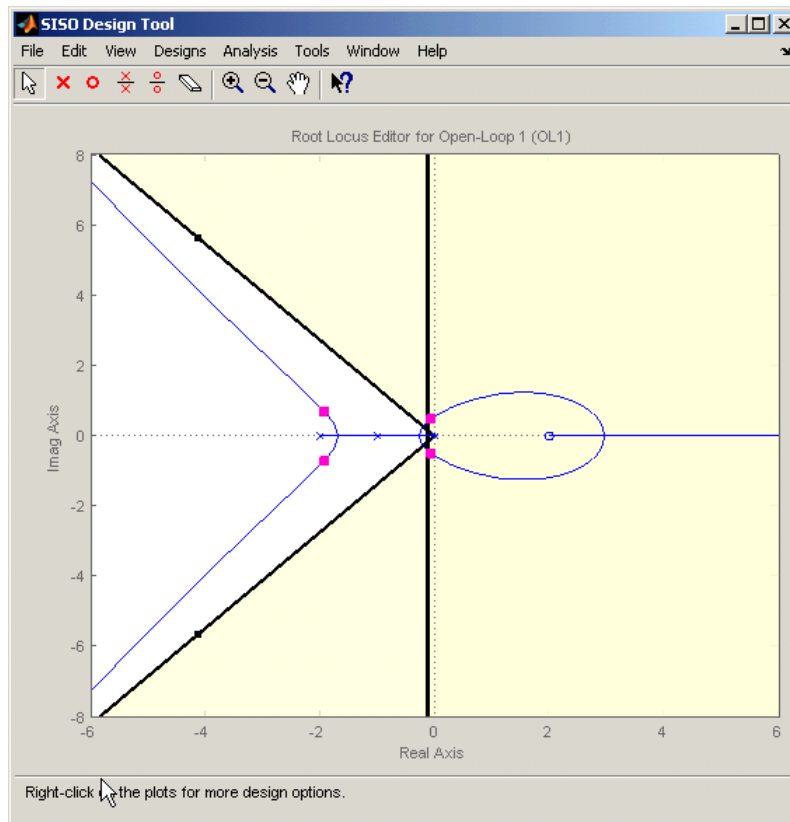 SISO Design Tool
File Edit View Designs Analysis Tools Window Help
Root Locus Editor for Open-Loop 1 (OL1)
8
6
4
2
0
-2
-4
-6
-8
Imag Axis
-6 -4 -2 0 2 4 6
Real Axis
Right-click the plots for more design options.